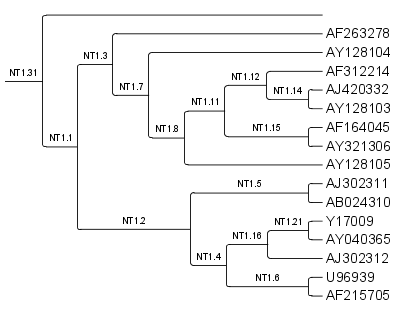 AF263278
NT1.3
AY128104
AF312214
NT1.31
NT1.12
NT1.7
AJ420332
NT1.14
NT1.11
AY128103
AF164045
NT1.15
NT1.1
NT1.8
AY321306
AY128105
AJ302311
NT1.5
AB024310
Y17009
NT1.2
NT1.21
NT1.16
AY040365
AJ302312
NT1.4
U96939
NT1.6
AF215705